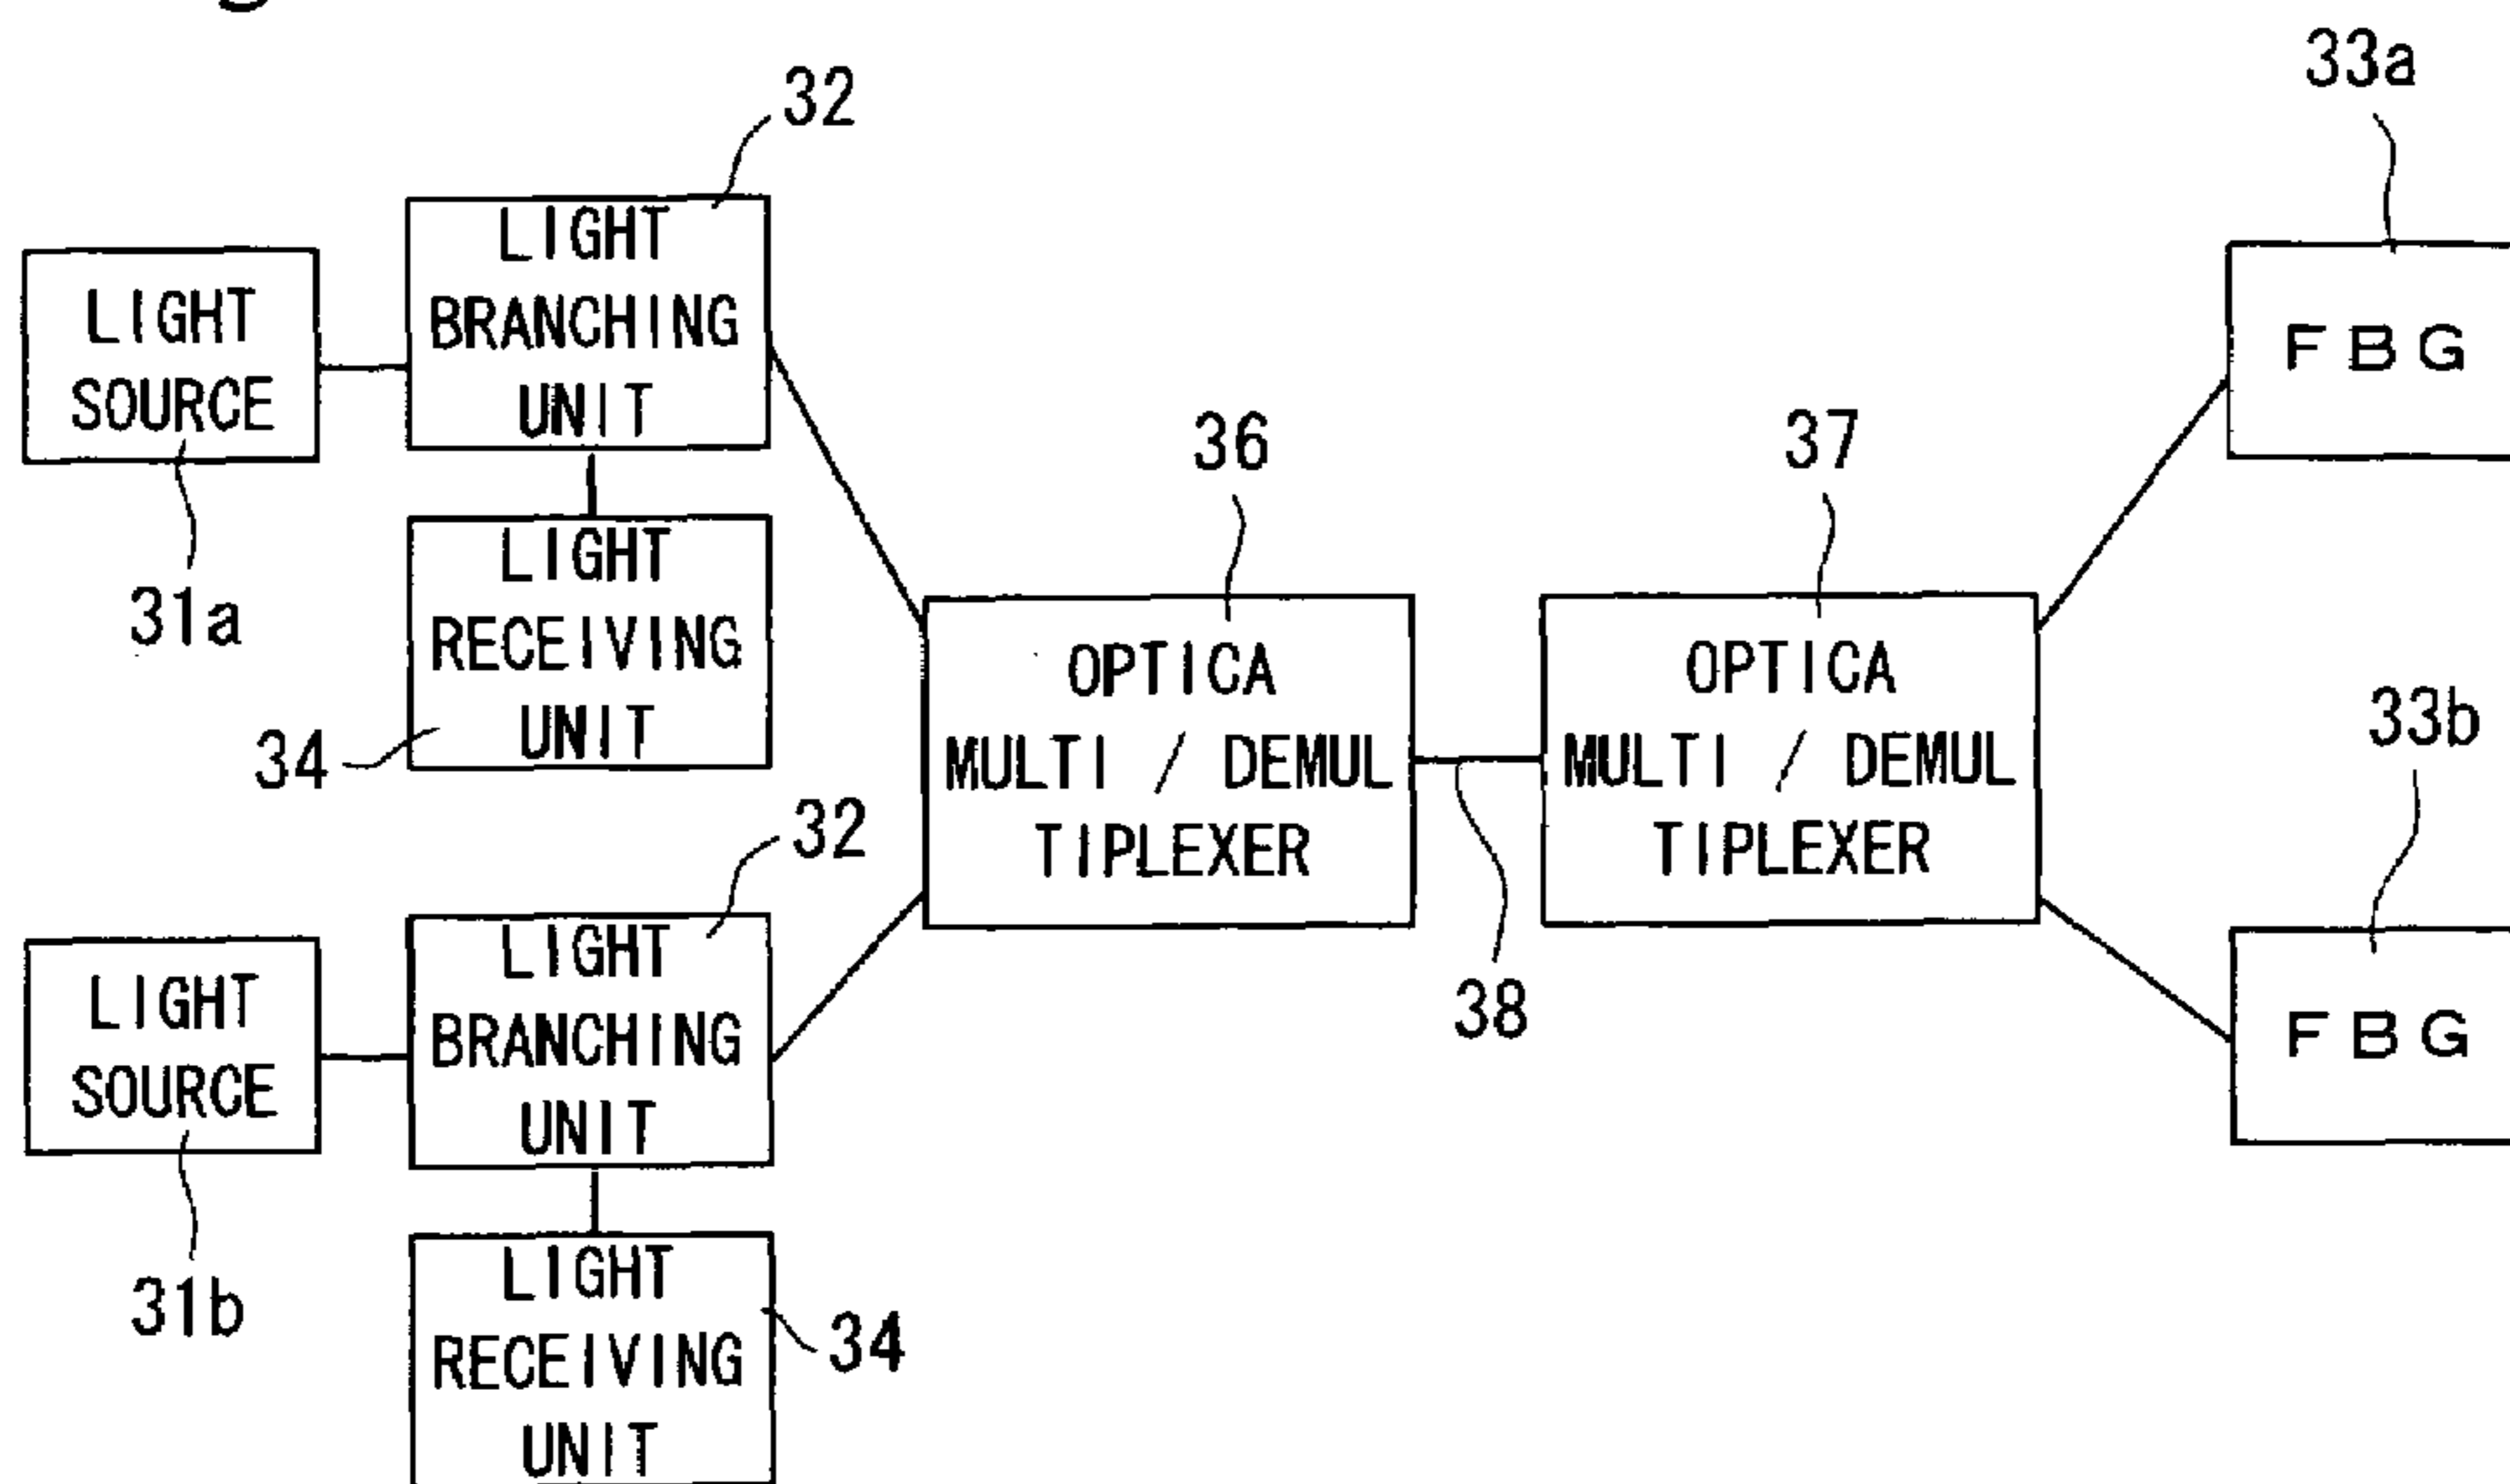 32
33a
LIGHT
BRANCHING
UNIT
LIGHT
SOURCE
31a
FBG
LIGHT
RECEIVING
UNIT
34
36
37
OPTICA
MULTI / DEMUL
TIPLEXER
OPTICA
MULTI / DEMUL
TIPLEXER
38
33b
32
LIGHT
BRANCHING
UNIT
LIGHT
SOURCE
31b
FBG
LIGHT
RECEIVING
UNIT
34